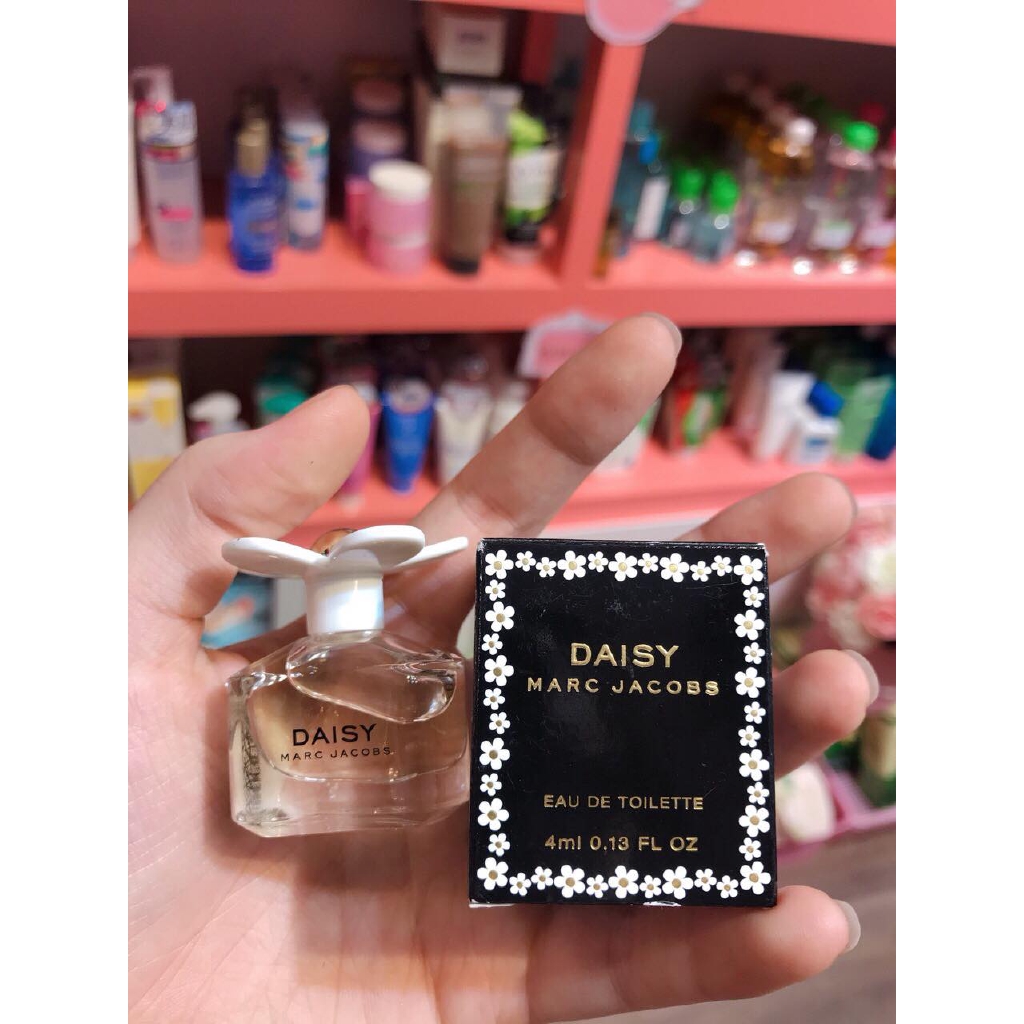 DAISY
MARC JACOBS
DAISY
MARC JACOBS
EAU DE TOILETTE
4ml 0.13 FL OZ